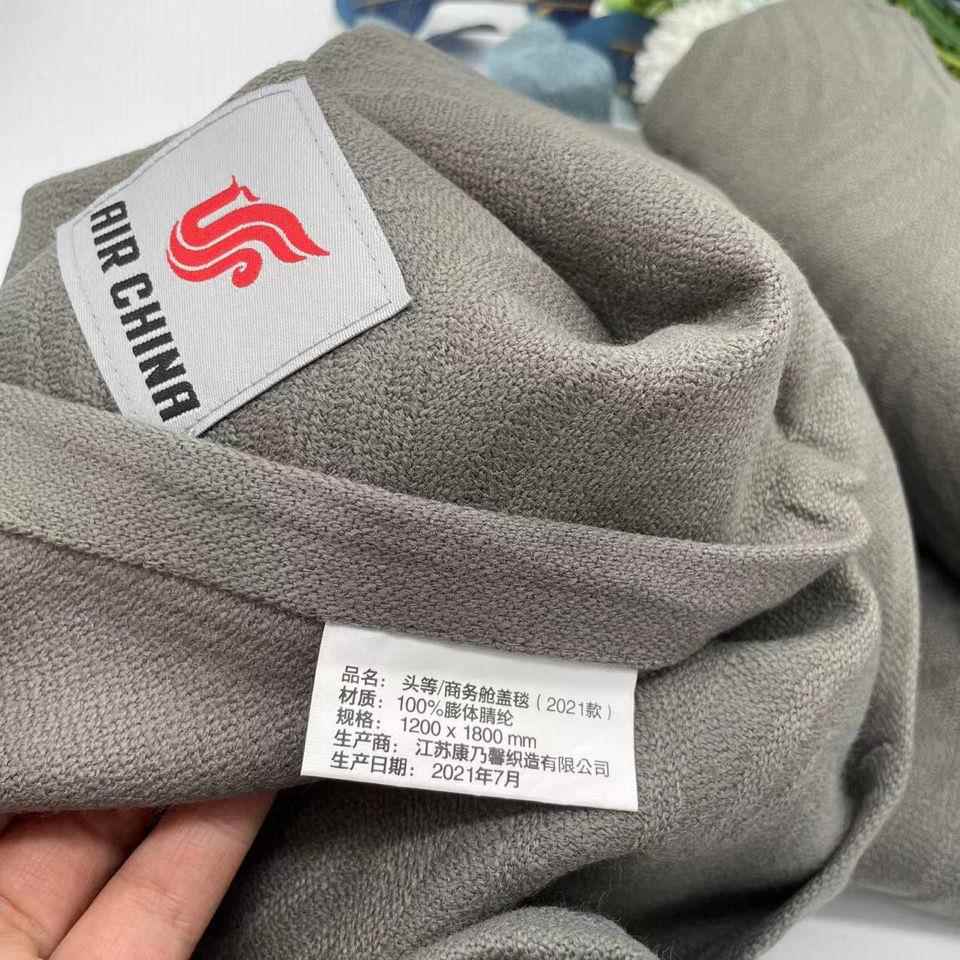 AIR CHINA
品名: 头等/商务舱盖毯(2021款)
材质: 100%膨体腈纶
规格: 1200 x 1800 mm
生产商: 江苏康乃馨织造有限公司
生产日期: 2021年7月